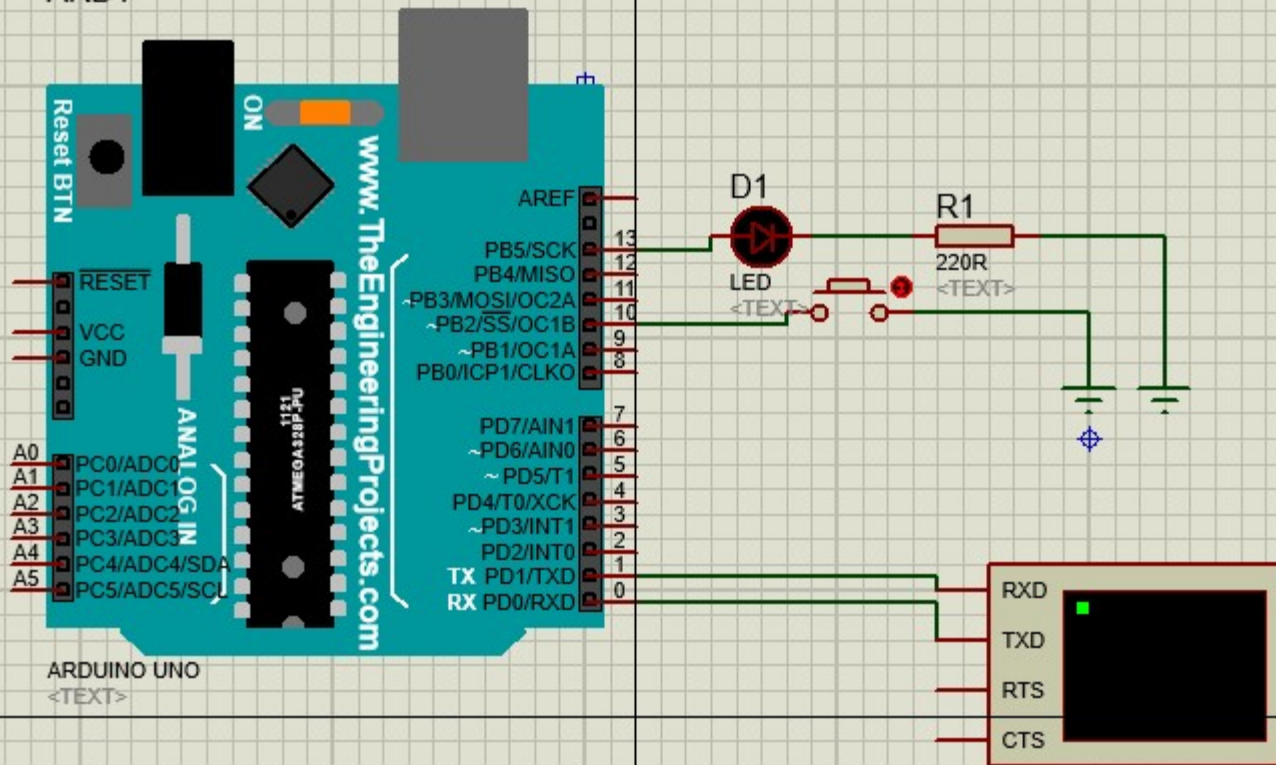 Reset BTN
ON
www.TheEngineeringProjects.com
RESET
VCC
GND
ANALOG IN
1121
ATMEGA328P-PU
A0 PC0/ADC0
A1 PC1/ADC1
A2 PC2/ADC2
A3 PC3/ADC3
A4 PC4/ADC4/SDA
A5 PC5/ADC5/SCL
AREF
PB5/SCK 13
PB4/MISO 12
~PB3/MOSI/OC2A 11
~PB2/SS/OC1B 10
~PB1/OC1A 9
PB0/ICP1/CLKO 8
PD7/AIN1 7
~PD6/AIN0 6
~PD5/T1 5
PD4/T0/XCK 4
~PD3/INT1 3
PD2/INT0 2
TX PD1/TXD 1
RX PD0/RXD 0
ARDUINO UNO
<TEXT>
D1
LED
<TEXT>
R1
220R
<TEXT>
RXD
TXD
RTS
CTS